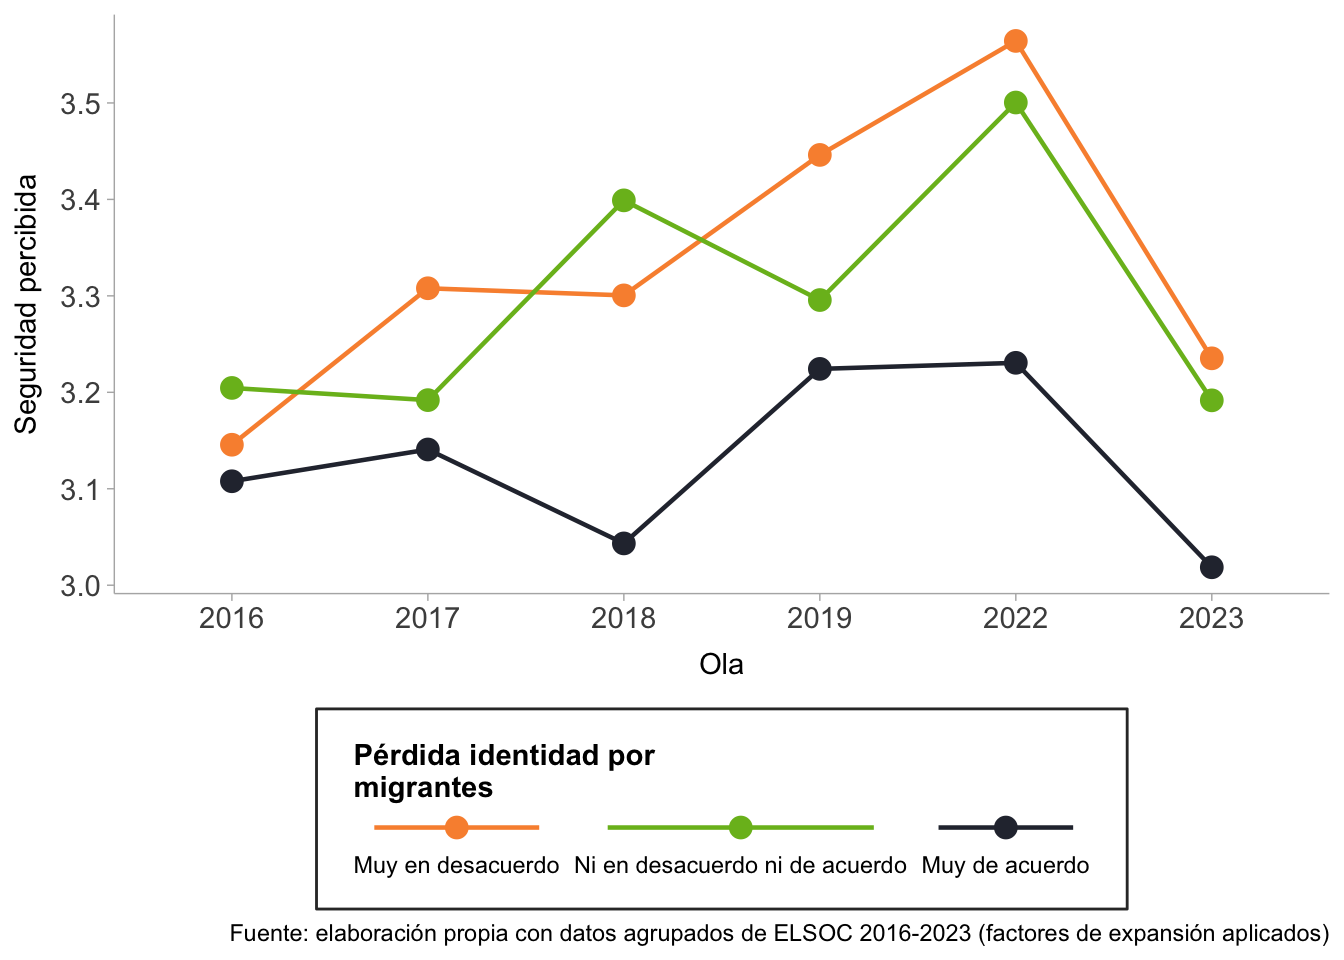 Seguridad percibida
3.5
3.4
3.3
3.2
3.1
3.0
2016 2017 2018 2019 2022 2023
Ola
Pérdida identidad por
migrantes
Muy en desacuerdo Ni en desacuerdo ni de acuerdo Muy de acuerdo
Fuente: elaboración propia con datos agrupados de ELSOC 2016-2023 (factores de expansión aplicados)